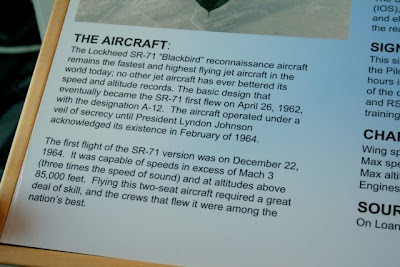 THE AIRCRAFT:
The Lockheed SR-71 "Blackbird" reconnaissance aircraft
remains the fastest and highest flying jet aircraft in the
world today; no other jet aircraft has ever bettered its
speed and altitude records. The basic design that
eventually became the SR-71 first flew on April 26, 1962,
with the designation A-12. The aircraft operated under a
veil of secrecy until President Lyndon Johnson
acknowledged its existence in February of 1964.
The first flight of the SR-71 version was on December 22,
1964. It was capable of speeds in excess of Mach 3
(three times the speed of sound) and at altitudes above
85,000 feet. Flying this two-seat aircraft required a great
deal of skill, and the crews that flew it were among the
nation's best.
(IOS),
and el
the rea
SIGN
This si
the Pilo
hours i
of the c
and RS
training
CHA
Wing sp
Max spe
Max altit
Engines
SOUR
On Loan